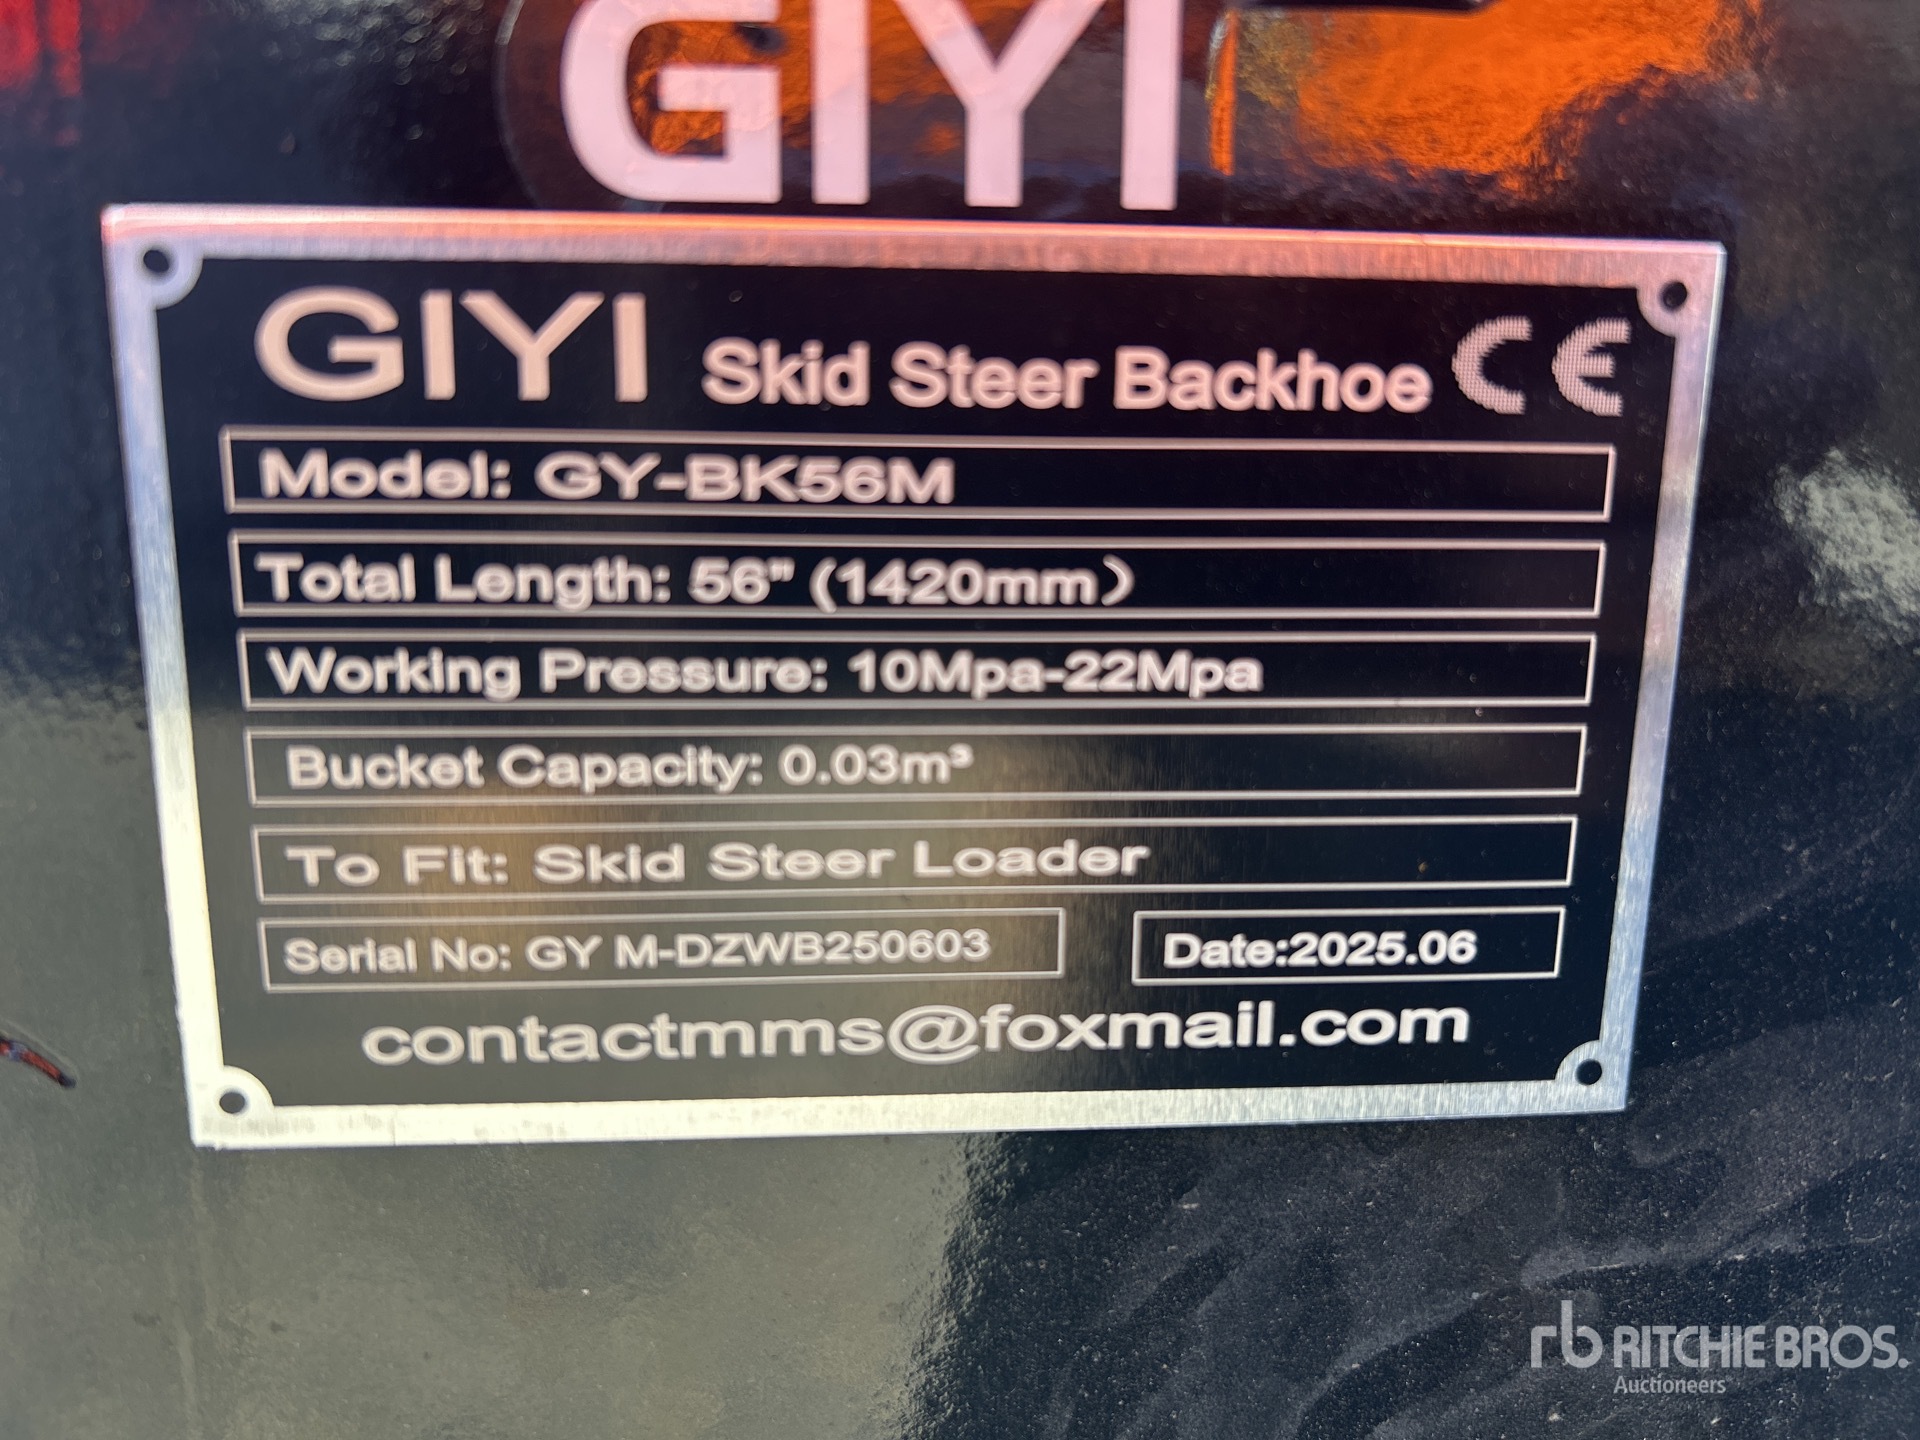 GIYI
GIYI Skid Steer Backhoe CE
Model: GY-BK56M
Total Length: 56" (1420mm）
Working Pressure: 10Mpa-22Mpa
Bucket Capacity: 0.03m³
To Fit: Skid Steer Loader
Serial No: GY M-DZWB250603 Date:2025.06
contactmms@foxmail.com
rb RITCHIE BROS.
Auctioneers